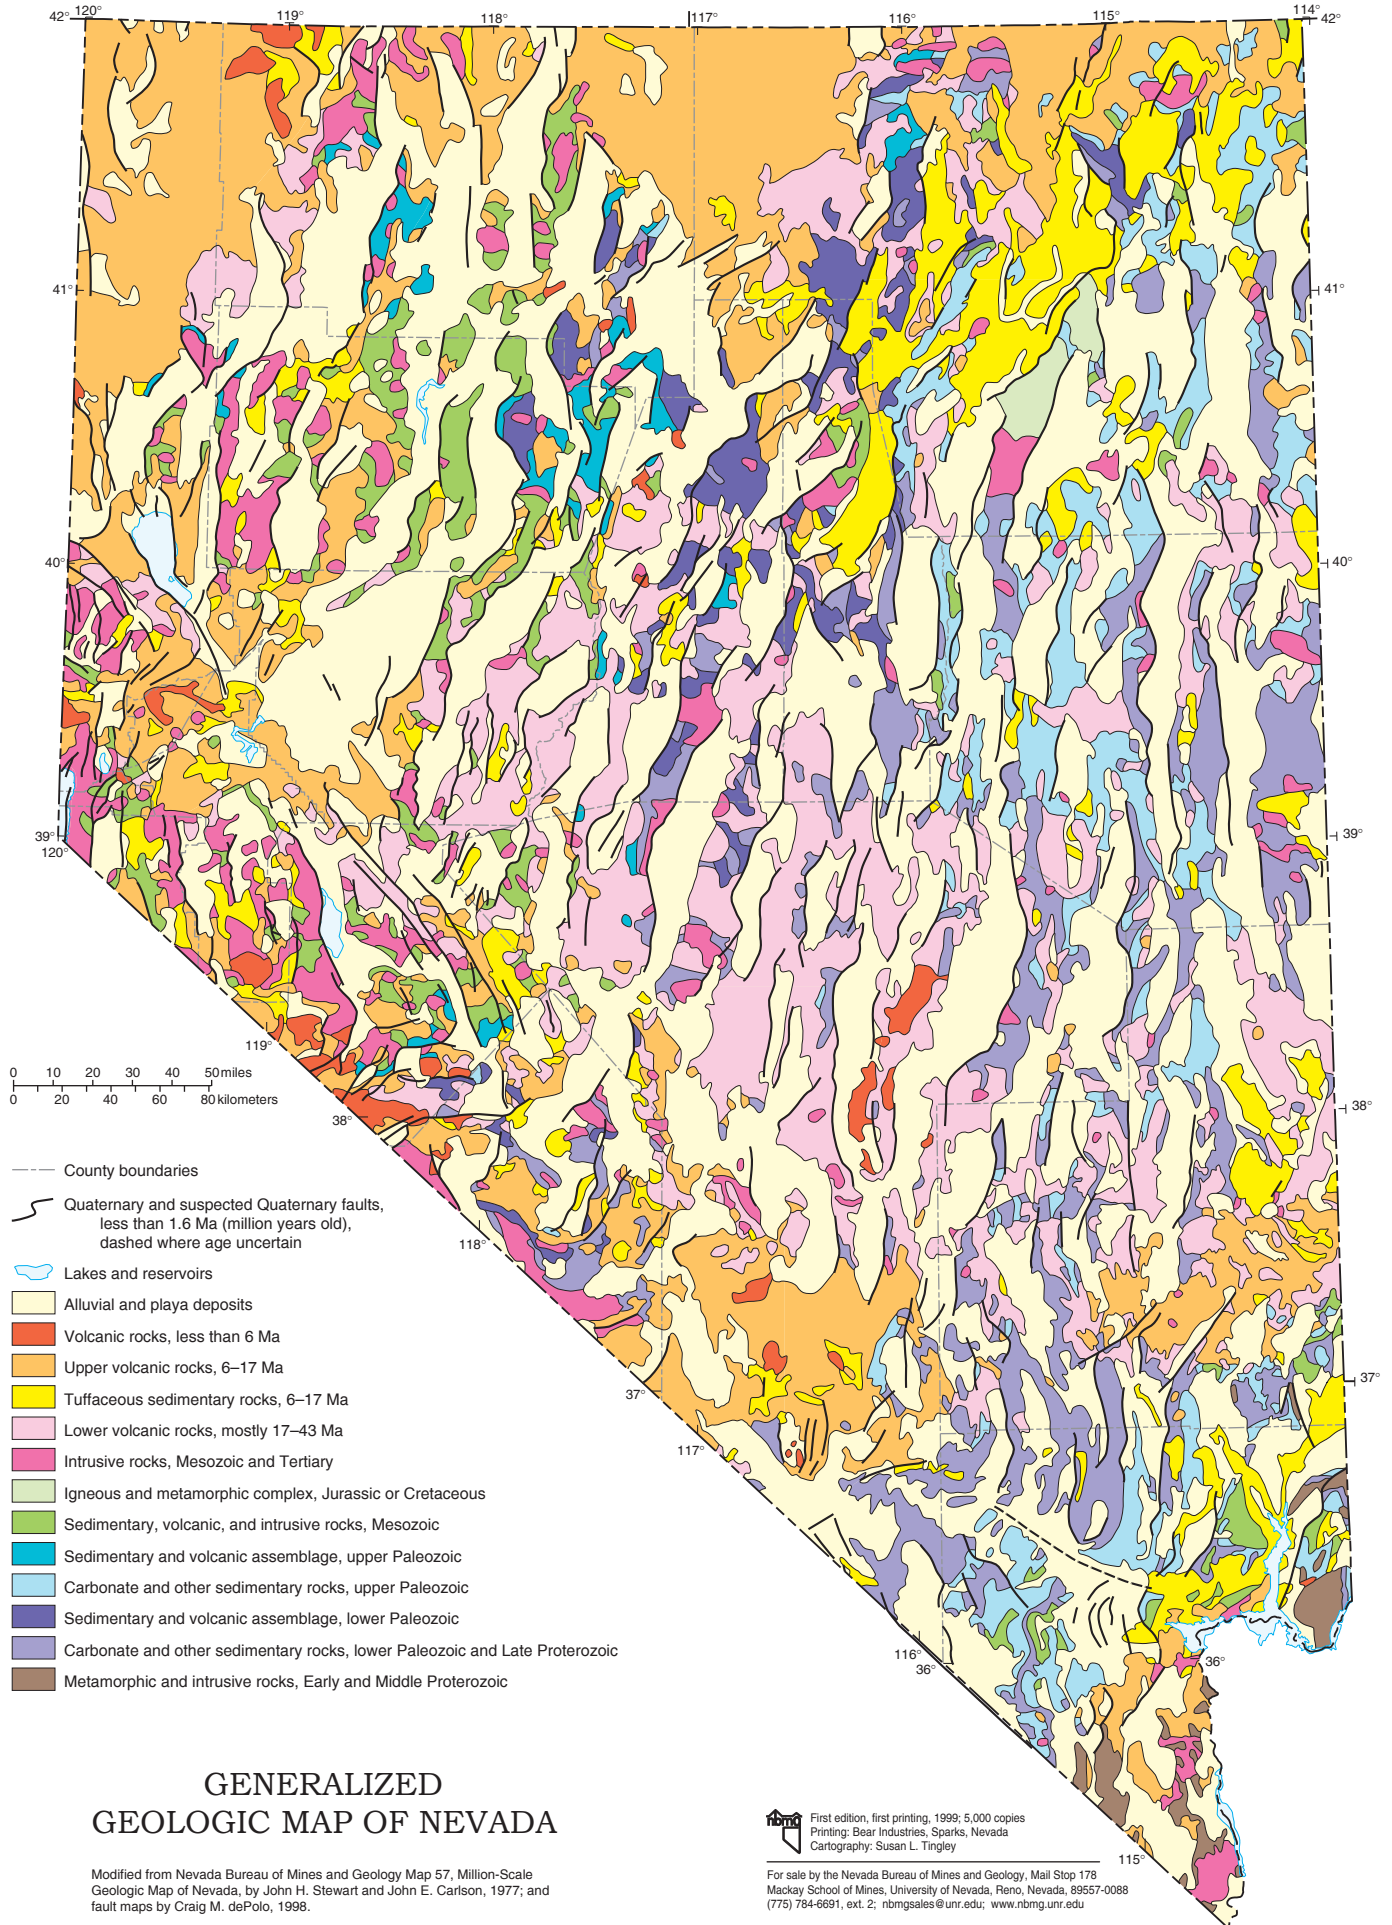 42° 120° 119° 118° 117° 116° 115° 114° 42°
41° 41°
40° 40°
39° 39°
120°
119°
38° 38°
118°
37° 37°
117°
116°
36° 36°
115°
0 10 20 30 40 50 miles
0 20 40 60 80 kilometers
County boundaries
Quaternary and suspected Quaternary faults,
less than 1.6 Ma (million years old),
dashed where age uncertain
Lakes and reservoirs
Alluvial and playa deposits
Volcanic rocks, less than 6 Ma
Upper volcanic rocks, 6–17 Ma
Tuffaceous sedimentary rocks, 6–17 Ma
Lower volcanic rocks, mostly 17–43 Ma
Intrusive rocks, Mesozoic and Tertiary
Igneous and metamorphic complex, Jurassic or Cretaceous
Sedimentary, volcanic, and intrusive rocks, Mesozoic
Sedimentary and volcanic assemblage, upper Paleozoic
Carbonate and other sedimentary rocks, upper Paleozoic
Sedimentary and volcanic assemblage, lower Paleozoic
Carbonate and other sedimentary rocks, lower Paleozoic and Late Proterozoic
Metamorphic and intrusive rocks, Early and Middle Proterozoic
GENERALIZED
GEOLOGIC MAP OF NEVADA
Modified from Nevada Bureau of Mines and Geology Map 57, Million-Scale
Geologic Map of Nevada, by John H. Stewart and John E. Carlson, 1977; and
fault maps by Craig M. dePolo, 1998.
nbmg
First edition, first printing, 1999; 5,000 copies
Printing: Bear Industries, Sparks, Nevada
Cartography: Susan L. Tingley
For sale by the Nevada Bureau of Mines and Geology, Mail Stop 178
Mackay School of Mines, University of Nevada, Reno, Nevada, 89557-0088
(775) 784-6691, ext. 2; nbmgsales@unr.edu; www.nbmg.unr.edu